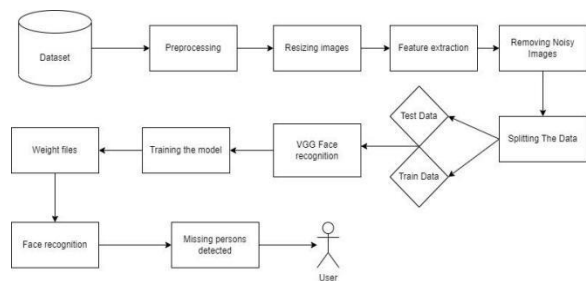 Dataset
Preprocessing
Resizing images
Feature extraction
Removing Noisy
Images
Splitting The Data
Test Data
Train Data
VGG Face
recognition
Training the model
Weight files
Face recognition
Missing persons
detected
User